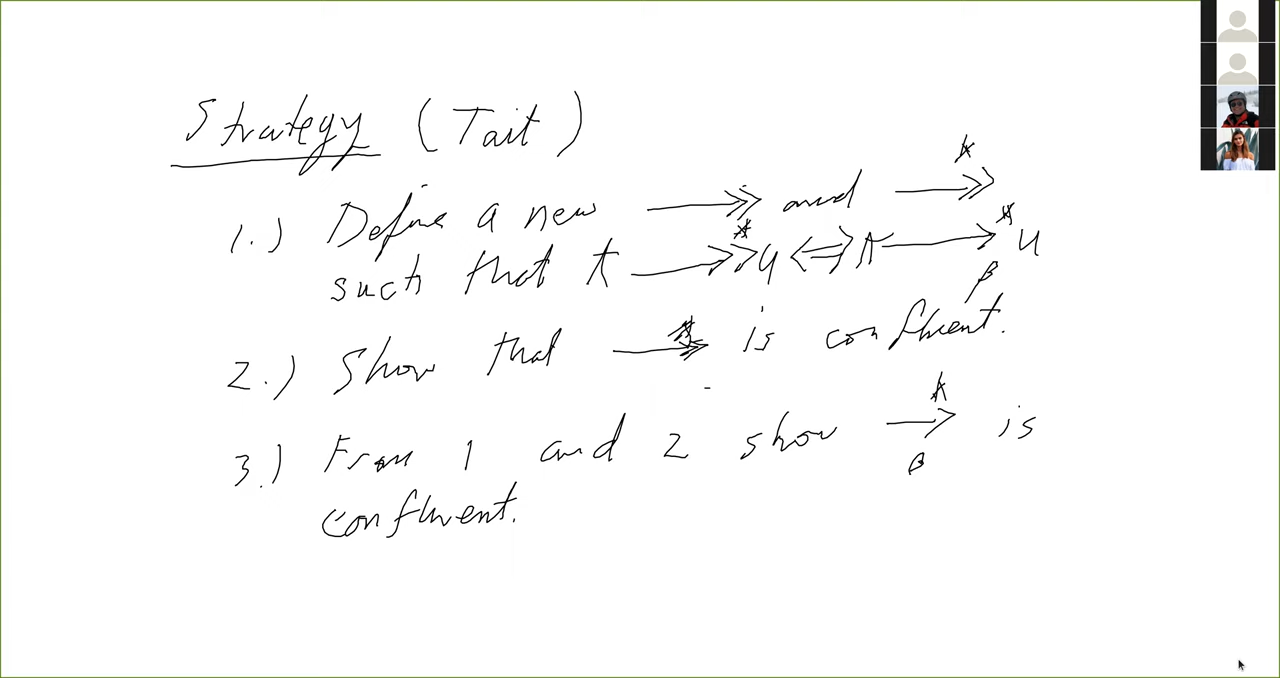 Strategy (Tait)
1.) Define a new ↠ and ↠*
such that t ↠* u ⟺ t →*β u
2.) Show that ↠* is confluent.
3.) From 1 and 2 show →*β is
confluent.